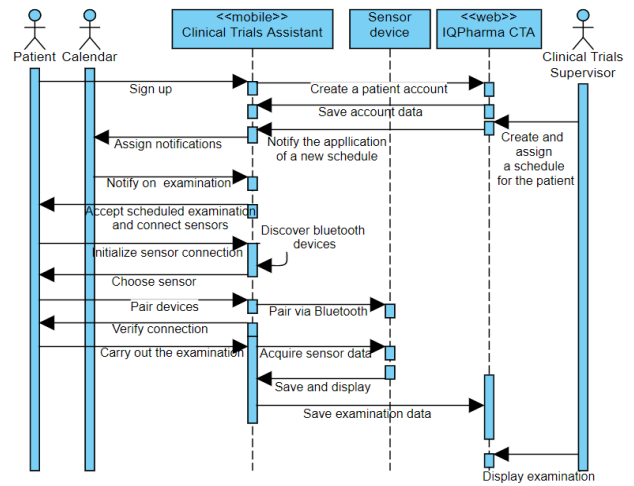 <<mobile>>
Clinical Trials Assistant
Sensor
device
<<web>>
IQPharma CTA
Patient
Calendar
Clinical Trials
Supervisor
Sign up
Create a patient account
Save account data
Assign notifications
Notify the appllication
of a new schedule
Create and
assign
a schedule
for the patient
Notify on examination
Accept scheduled examination
and connect sensors
Discover bluetooth
devices
Initialize sensor connection
Choose sensor
Pair devices
Pair via Bluetooth
Verify connection
Carry out the examination
Acquire sensor data
Save and display
Save examination data
Display examination